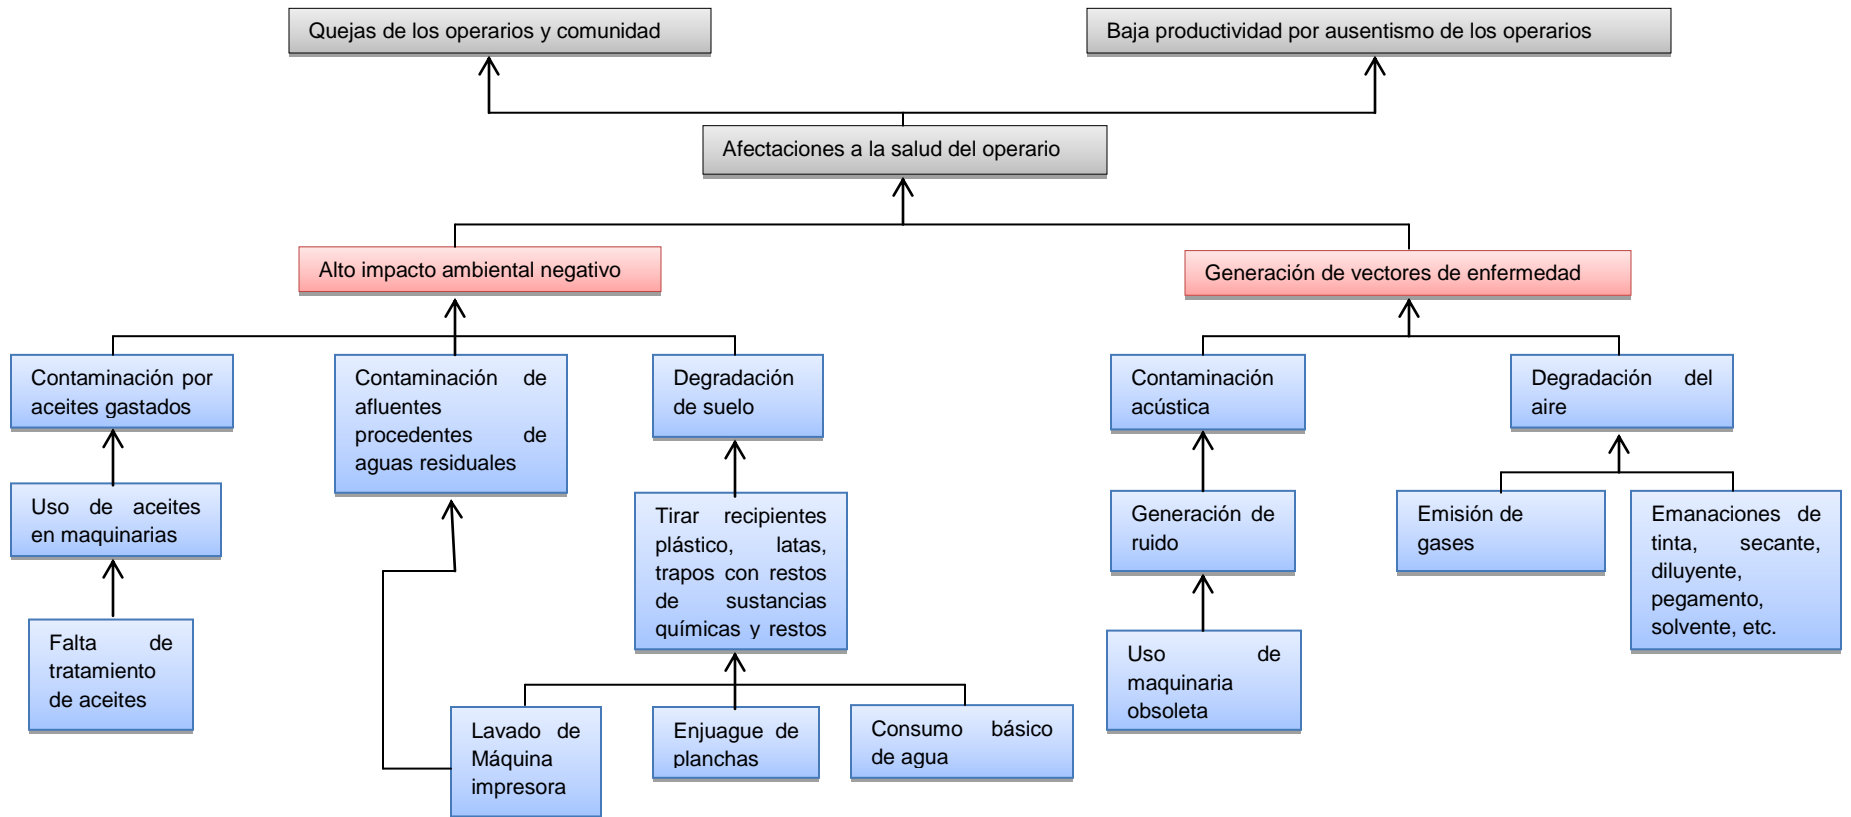 Quejas de los operarios y comunidad
Baja productividad por ausentismo de los operarios
Afectaciones a la salud del operario
Alto impacto ambiental negativo
Generación de vectores de enfermedad
Contaminación por
aceites gastados
Contaminación de
afluentes
procedentes de
aguas residuales
Degradación
de suelo
Contaminación
acústica
Degradación del
aire
Uso de aceites
en maquinarias
Tirar recipientes
plástico, latas,
trapos con restos
de sustancias
químicas y restos
Generación de
ruido
Emisión de
gases
Emanaciones de
tinta, secante,
diluyente,
pegamento,
solvente, etc.
Falta de
tratamiento
de aceites
Lavado de
Máquina
impresora
Enjuague de
planchas
Consumo básico
de agua
Uso de
maquinaria
obsoleta